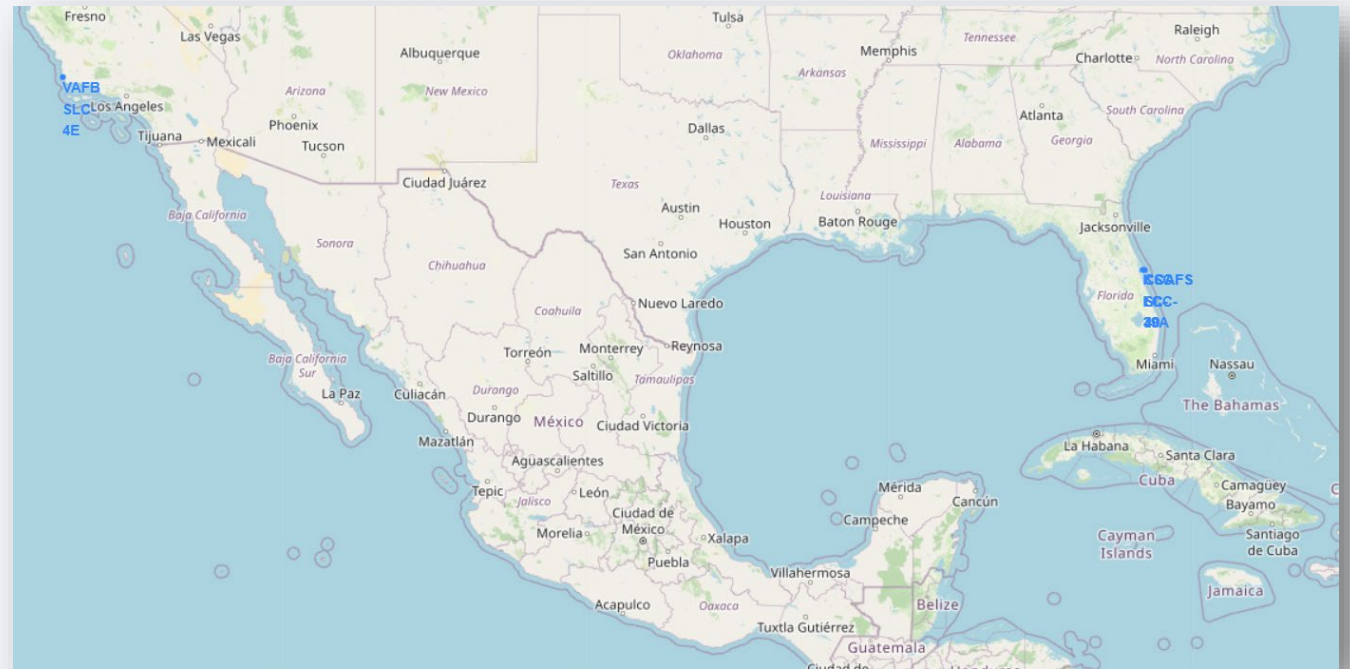 Fresno
Tulsa
Raleigh
Las Vegas
Albuquerque
Memphis
Tennessee
Oklahoma
Charlotte
North Carolina
VAFB
SLC-
4E
Los Angeles
Arizona
New Mexico
Arkansas
South Carolina
Atlanta
Tijuana
Mexicali
Phoenix
Tucson
Dallas
Mississippi
Alabama
Georgia
Ciudad Juárez
Texas
Louisiana
Baja California
Austin
Houston
Baton Rouge
Jacksonville
Sonora
San Antonio
Chihuahua
Florida
Nuevo Laredo
Coahuila
Torreón
Monterrey
Reynosa
Baja California
Sur
Saltillo
Tamaulipas
Miami
Nassau
La Paz
Culiacán
Durango
The Bahamas
Durango
México
Ciudad Victoria
Mazatlán
La Habana
Santa Clara
Aguascalientes
Cuba
Camagüey
Tepic
Jalisco
León
Mérida
Cancún
Bayamo
Ciudad de
México
Campeche
Morelia
Xalapa
Cayman
Islands
Santiago
de Cuba
Puebla
Villahermosa
Jamaica
Acapulco
Oaxaca
Belize
Tuxtla Gutiérrez
Guatemala
Ciudad de